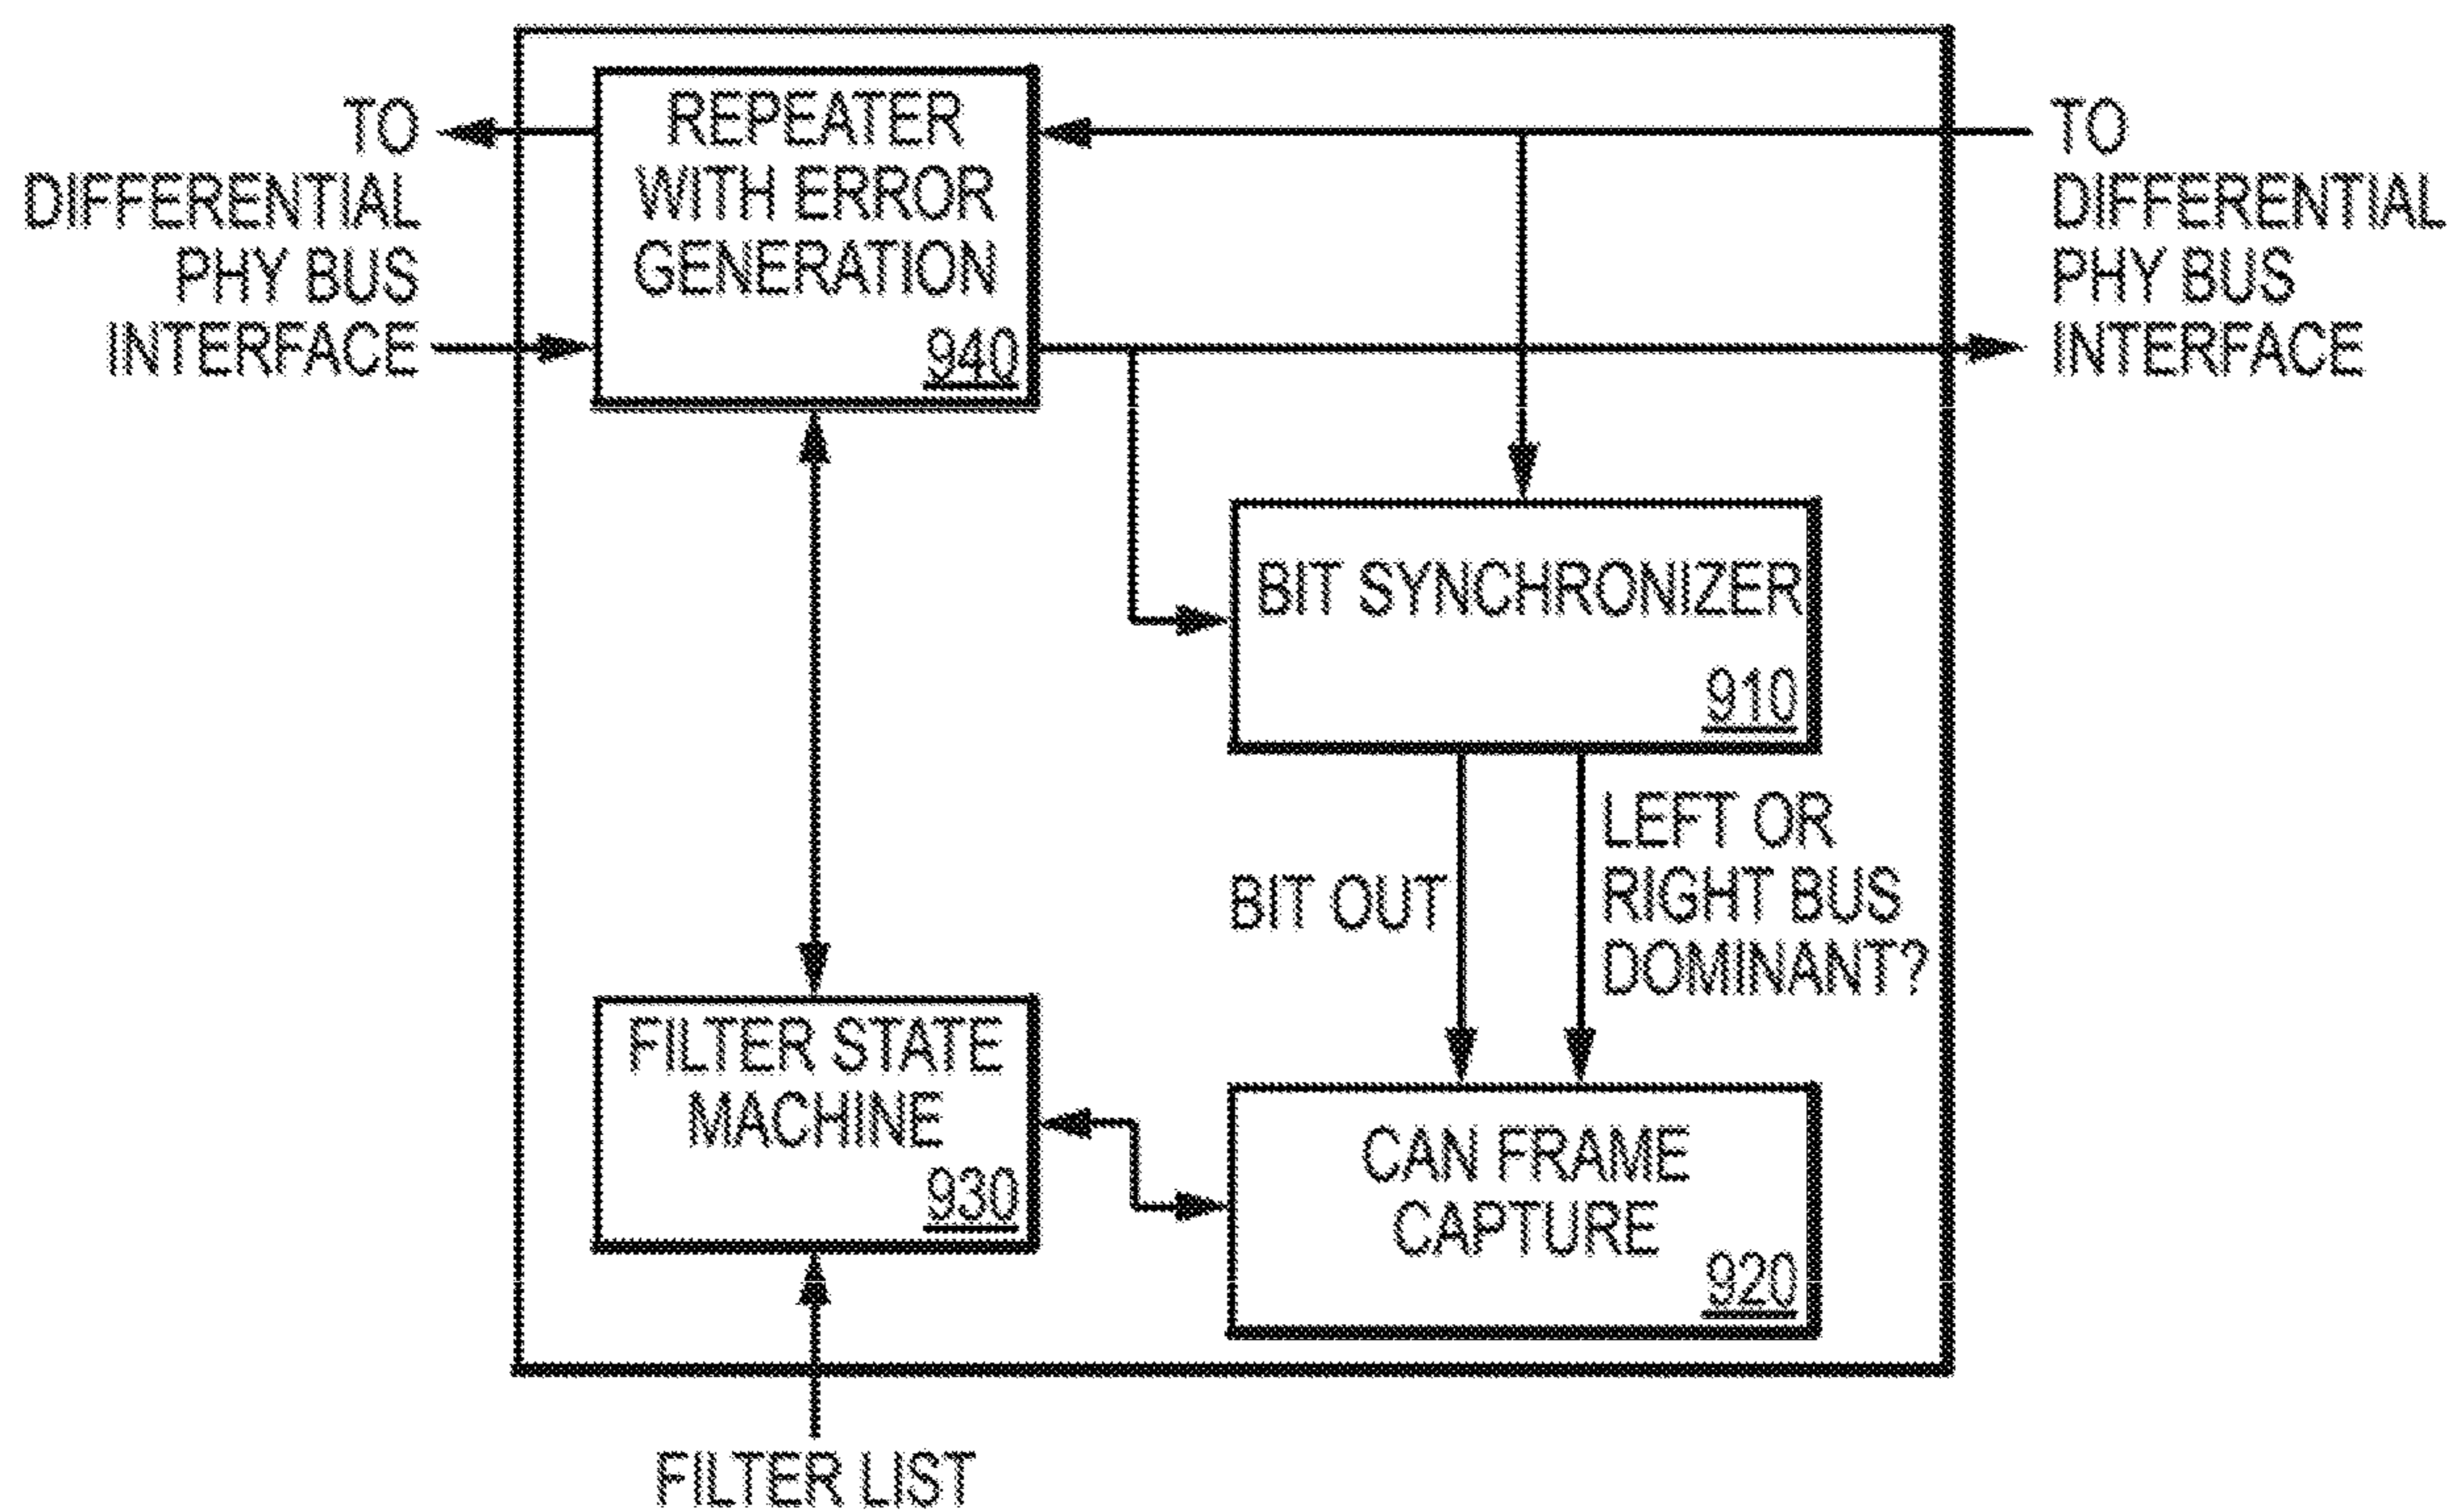 TO
DIFFERENTIAL
PHY BUS
INTERFACE
REPEATER
WITH ERROR
GENERATION
940
TO
DIFFERENTIAL
PHY BUS
INTERFACE
BIT SYNCHRONIZER
910
BIT OUT
LEFT OR
RIGHT BUS
DOMINANT?
FILTER STATE
MACHINE
930
CAN FRAME
CAPTURE
920
FILTER LIST